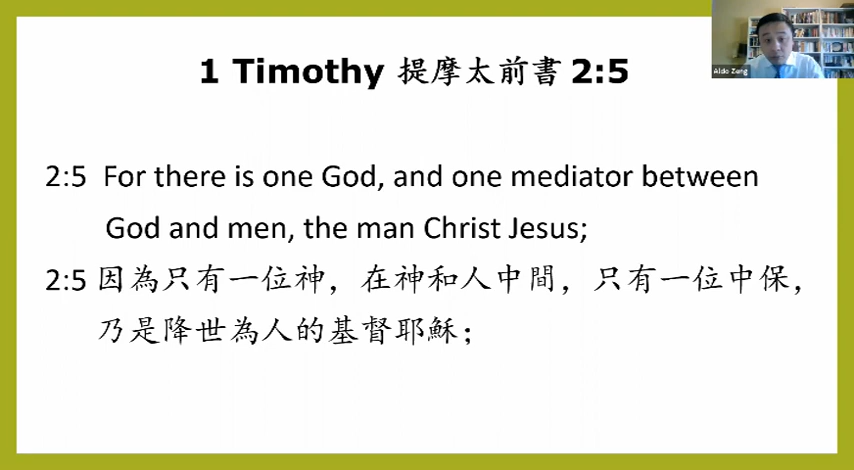 1 Timothy 提摩太前書 2:5
Aldo Zeng
2:5 For there is one God, and one mediator between
God and men, the man Christ Jesus;
2:5 因為只有一位神，在神和人中間，只有一位中保，
乃是降世為人的基督耶穌；